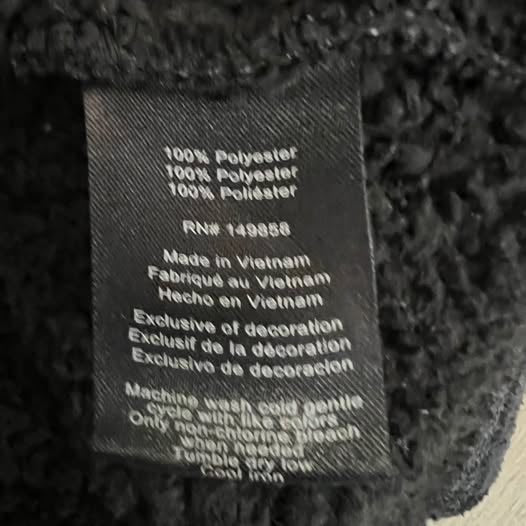 100% Polyester
100% Polyester
100% Poliéster
RN# 149858
Made in Vietnam
Fabriqué au Vietnam
Hecho en Vietnam
Exclusive of decoration
Exclusif de la décoration
Exclusivo de decoracion
Machine wash cold gentle
cycle with like colors
Only non-chlorine bleach
when needed
Tumble dry low
Cool iron